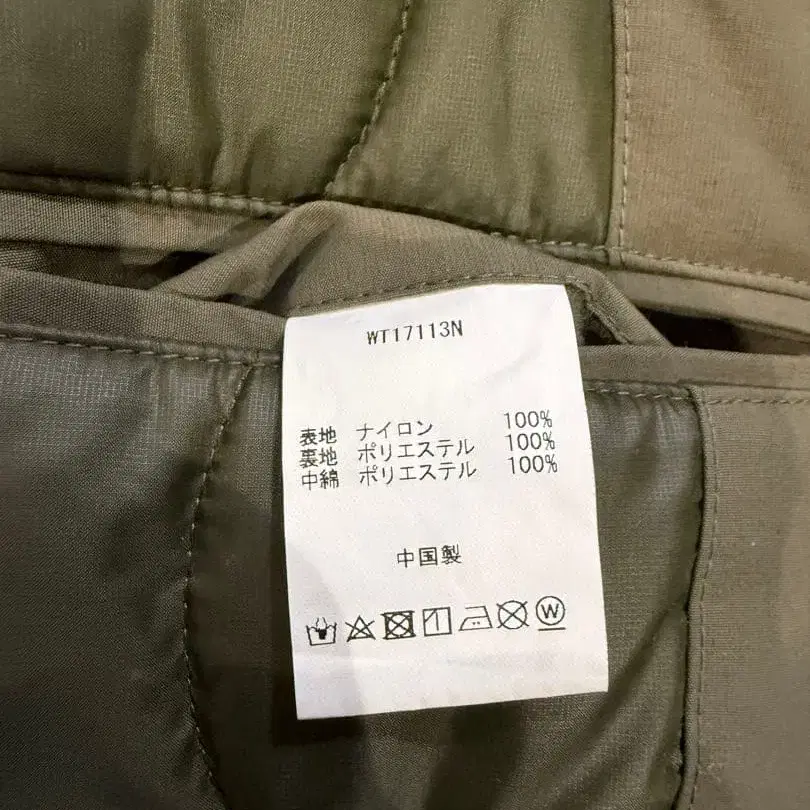 WT17113N
表地 ナイロン 100%
裏地 ポリエステル 100%
中綿 ポリエステル 100%
中国製
W